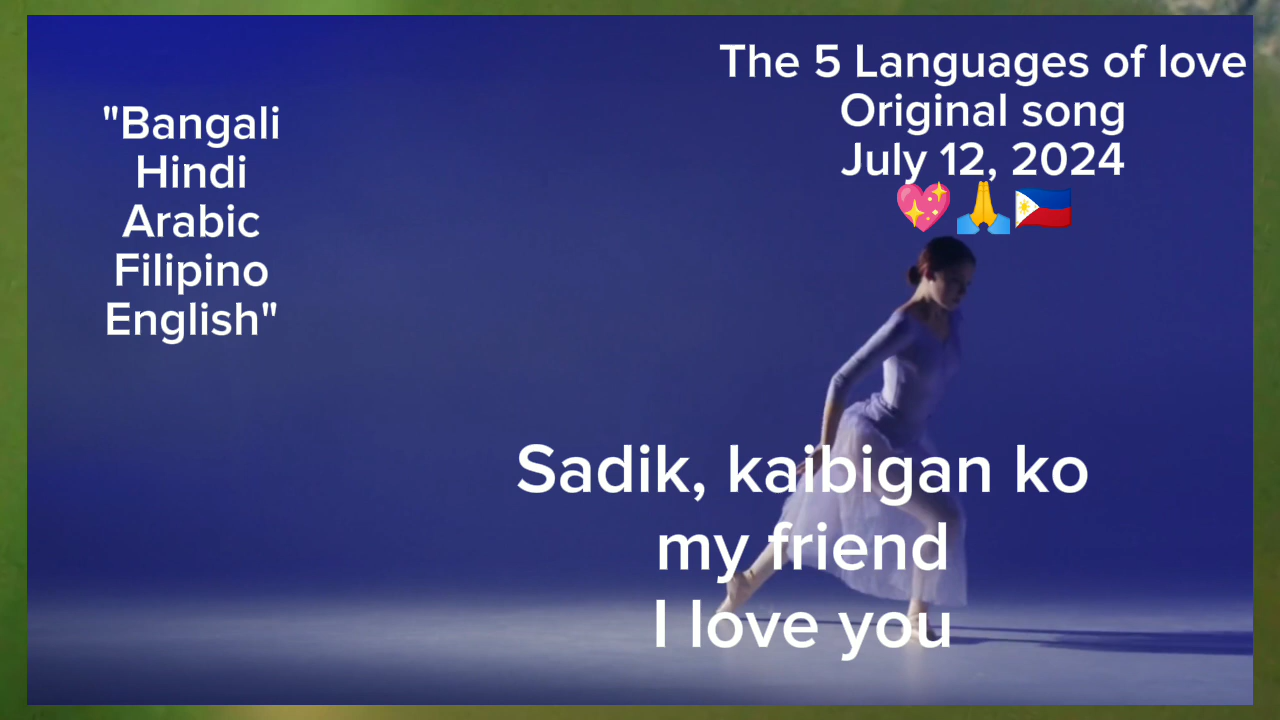 The 5 Languages of love
Original song
July 12, 2024
💖🙏🇵🇭
"Bangali
Hindi
Arabic
Filipino
English"
Sadik, kaibigan ko
my friend
I love you